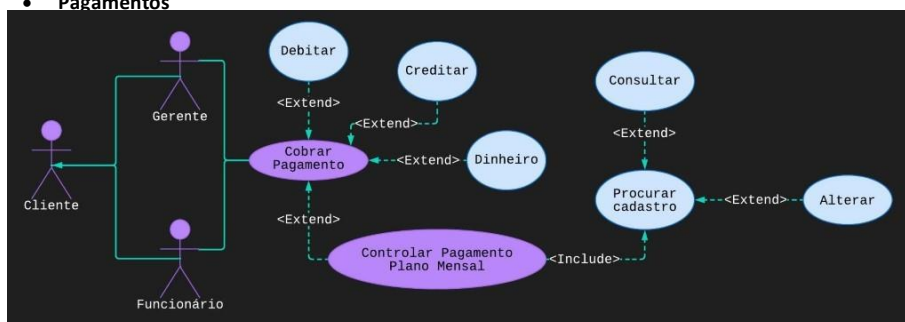 • Pagamentos
Debitar
Creditar
Consultar
Gerente
<Extend>
<Extend>
<Extend>
Cobrar
Pagamento
<Extend>
Dinheiro
Cliente
Procurar
cadastro
<Extend>
Alterar
<Extend>
Controlar Pagamento
Plano Mensal
<Include>
Funcionário